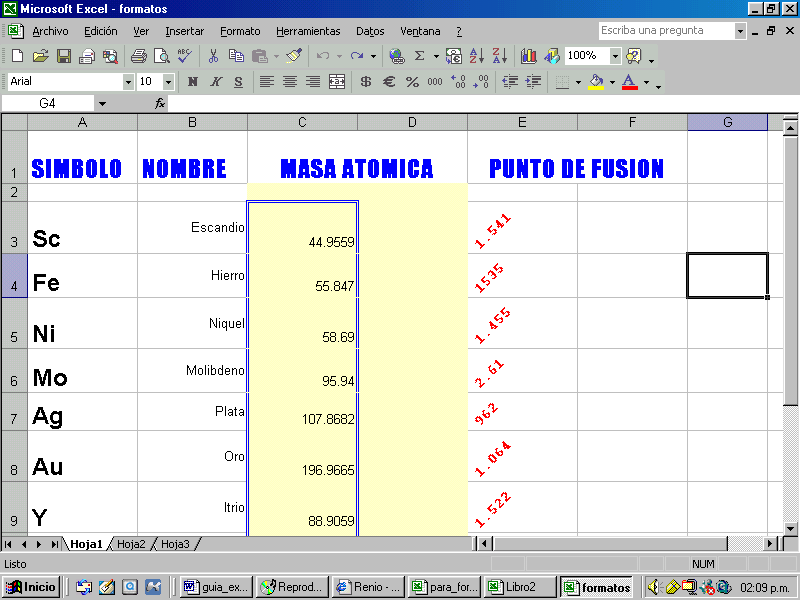 Microsoft Excel - formatos
Archivo Edición Ver Insertar Formato Herramientas Datos Ventana ? Escriba una pregunta
100%
Arial 10 N K S $ € % 000
G4 fx
A B C D E F G
1 SIMBOLO NOMBRE MASA ATOMICA PUNTO DE FUSION
2
3 Sc Escandio 44.9559 1.541
4 Fe Hierro 55.847 1535
5 Ni Niquel 58.69 1.455
6 Mo Molibdeno 95.94 2.61
7 Ag Plata 107.8682 962
8 Au Oro 196.9665 1.064
9 Y Itrio 88.9059 1.522
Hoja1 Hoja2 Hoja3
Listo NUM
Inicio guia_ex... Reprod... Renio - ... para_for... Libro2 formatos 02:09 p.m.